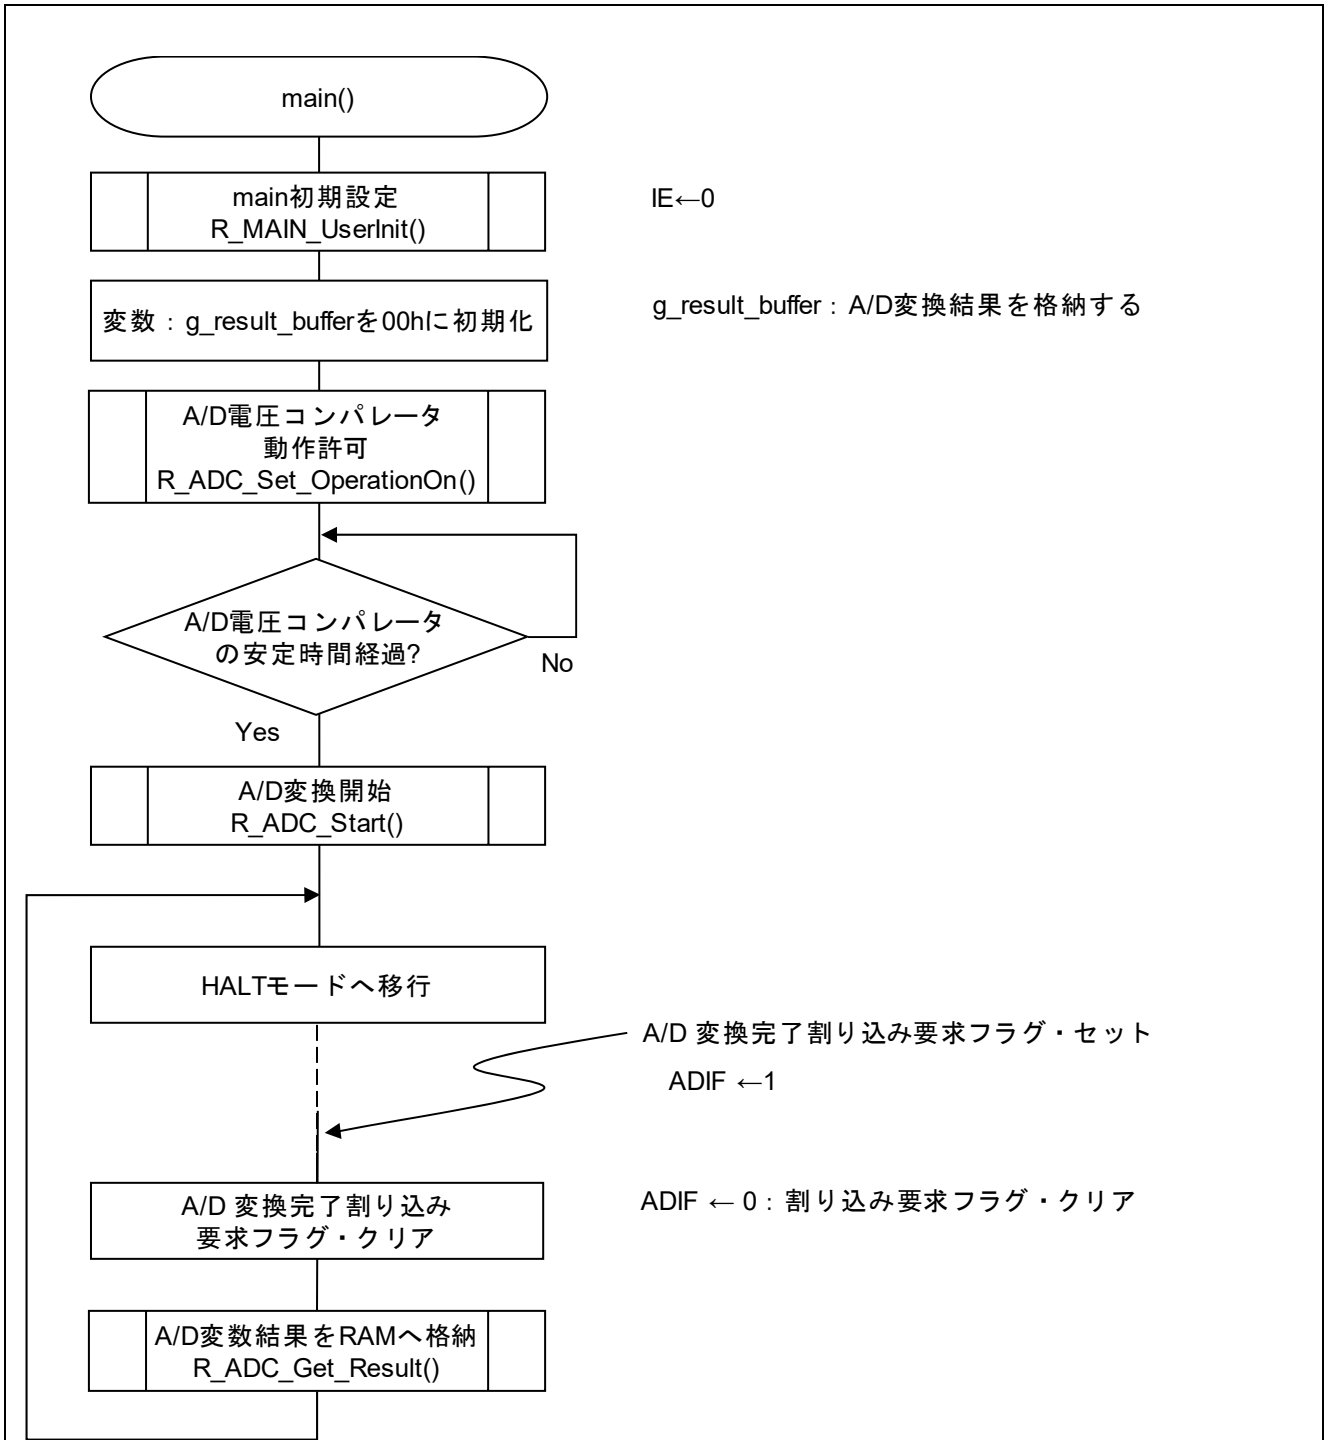 main()
main初期設定
R_MAIN_UserInit()
IE←0
変数：g_result_bufferを00hに初期化
g_result_buffer：A/D変換結果を格納する
A/D電圧コンパレータ
動作許可
R_ADC_Set_OperationOn()
A/D電圧コンパレータ
の安定時間経過?
No
Yes
A/D変換開始
R_ADC_Start()
HALTモードへ移行
A/D 変換完了割り込み要求フラグ・セット
ADIF ←1
A/D 変換完了割り込み
要求フラグ・クリア
ADIF ← 0：割り込み要求フラグ・クリア
A/D変数結果をRAMへ格納
R_ADC_Get_Result()